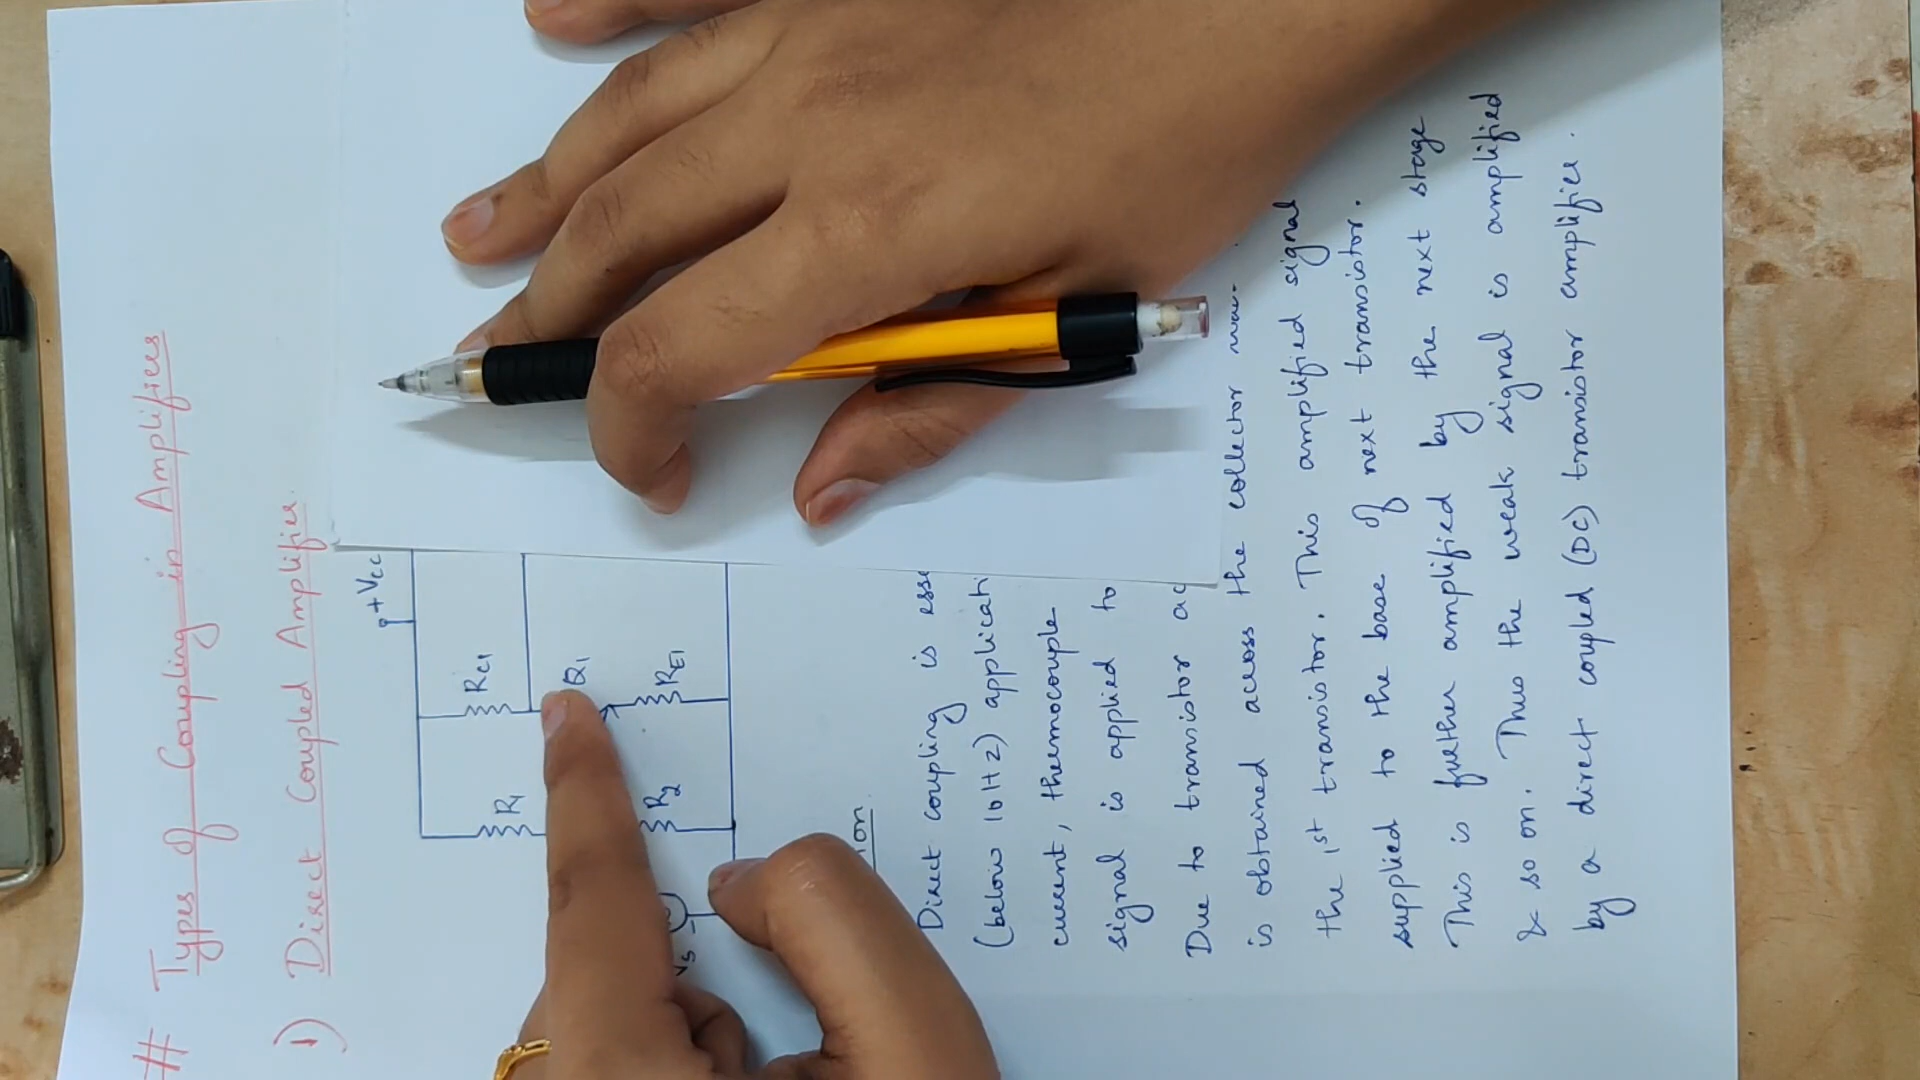 # Types of Coupling in Amplifiers
1) Direct Coupled Amplifier.
+Vcc
R1
RC1
Q1
R2
RE1
Vs
Direct coupling is
(below 10Hz)
current, thermocouple
signal is applied to
Due to transistor
is obtained across the collector
the 1st transistor. This amplified signal
supplied to the base of next transistor.
This is further amplified by the next stage
& so on. Thus the weak signal is amplified
by a direct coupled (DC) transistor amplifier.